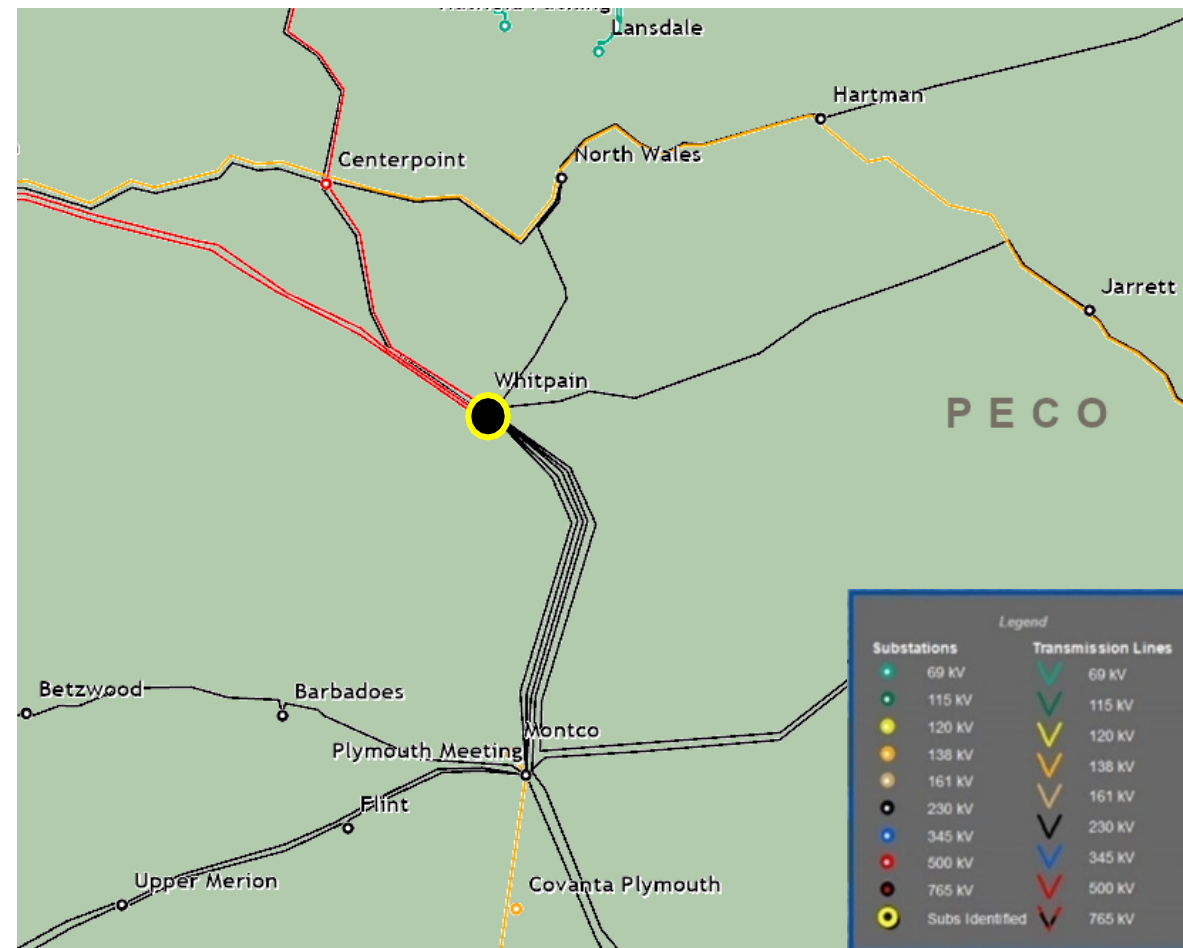 Lansdale
Hartman
Centerpoint
North Wales
Jarrett
Whitpain
PECO
Betzwood
Barbadoes
Montco
Plymouth Meeting
Flint
Upper Merion
Covanta Plymouth
Legend
Substations Transmission Lines
69 kV 69 kV
115 kV 115 kV
120 kV 120 kV
138 kV 138 kV
161 kV 161 kV
230 kV 230 kV
345 kV 345 kV
500 kV 500 kV
765 kV 765 kV
Subs Identified